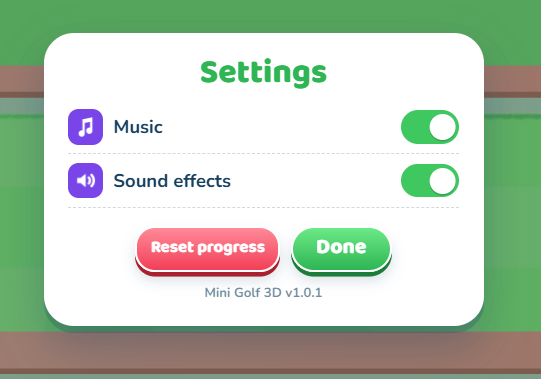 Settings
Music
Sound effects
Reset progress
Done
Mini Golf 3D v1.0.1